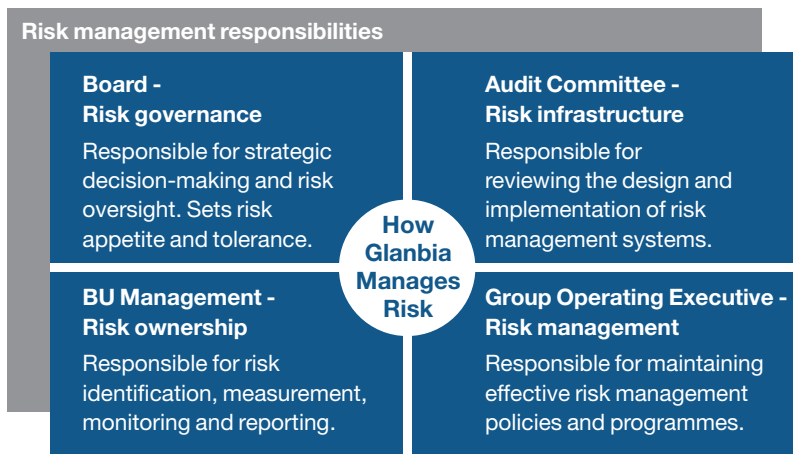 Risk management responsibilities
Board -
Risk governance
Responsible for strategic
decision-making and risk
oversight. Sets risk
appetite and tolerance.
Audit Committee -
Risk infrastructure
Responsible for
reviewing the design and
implementation of risk
management systems.
How
Glanbia
Manages
Risk
BU Management -
Risk ownership
Responsible for risk
identification, measurement,
monitoring and reporting.
Group Operating Executive -
Risk management
Responsible for maintaining
effective risk management
policies and programmes.